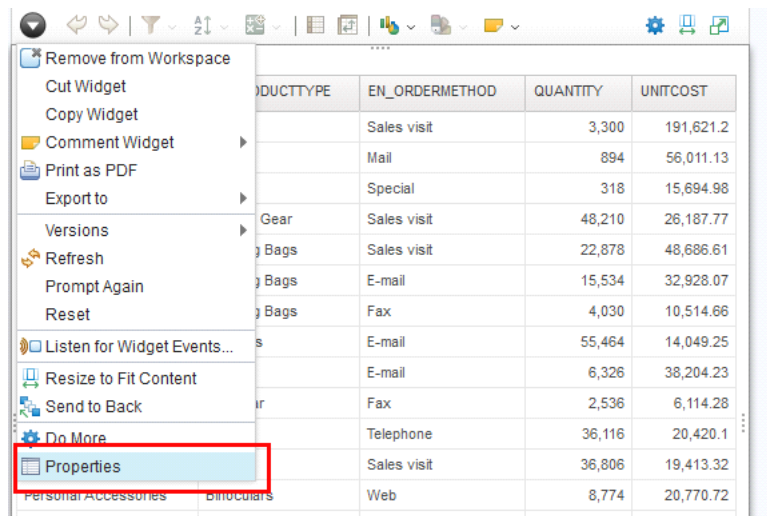 Remove from Workspace
Cut Widget
Copy Widget
Comment Widget
Print as PDF
Export to
Versions
Refresh
Prompt Again
Reset
Listen for Widget Events...
Resize to Fit Content
Send to Back
Do More
Properties
DUCTTYPE EN_ORDERMETHOD QUANTITY UNITCOST
Sales visit 3,300 191,621.2
Mail 894 56,011.13
Special 318 15,694.98
Gear Sales visit 48,210 26,187.77
g Bags Sales visit 22,878 48,686.61
g Bags E-mail 15,534 32,928.07
g Bags Fax 4,030 10,514.66
s E-mail 55,464 14,049.25
E-mail 6,326 38,204.23
ar Fax 2,536 6,114.28
Telephone 36,116 20,420.1
Sales visit 36,806 19,413.32
Personal Accessories Binoculars Web 8,774 20,770.72